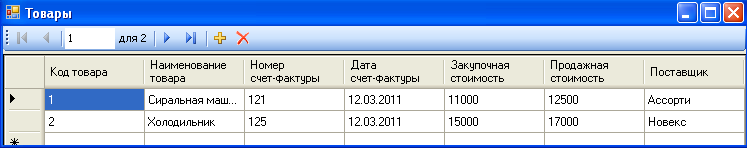 Товары
1 для 2
Код товара Наименование товара Номер счет-фактуры Дата счет-фактуры Закупочная стоимость Продажная стоимость Поставщик
1 Сиральная маш... 121 12.03.2011 11000 12500 Ассорти
2 Холодильник 125 12.03.2011 15000 17000 Новекс